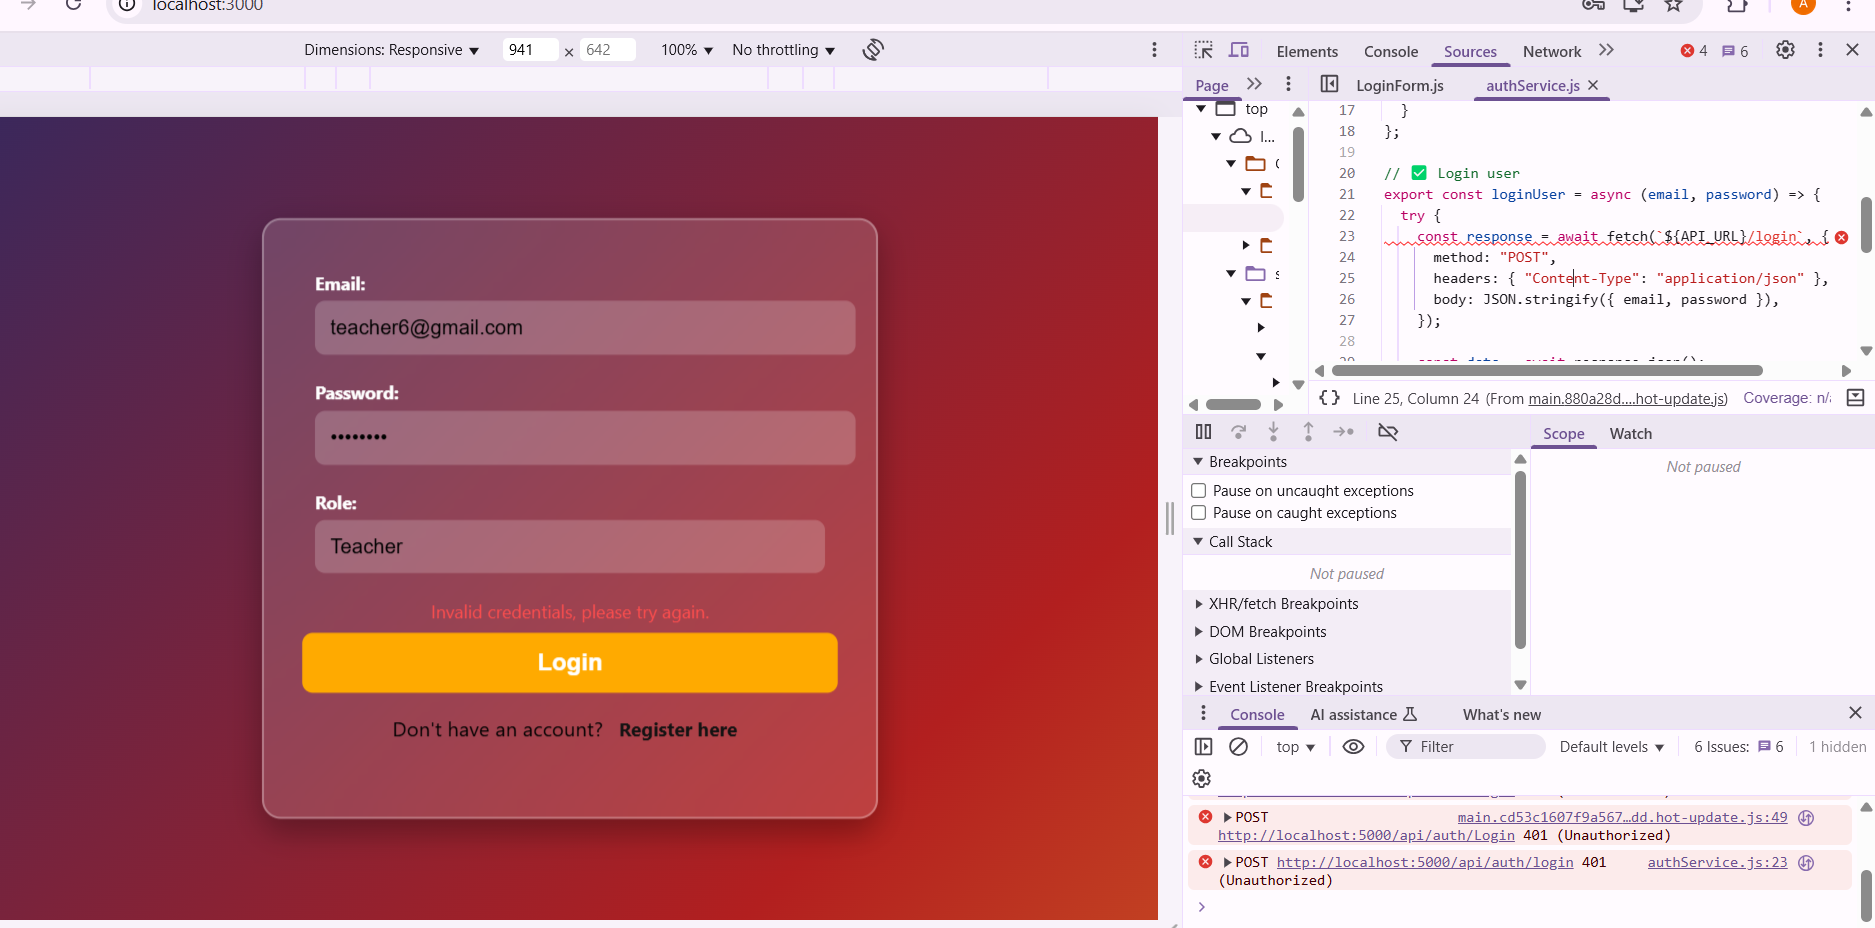 localhost:3000
A
Dimensions: Responsive ▼ 941 × 642 100% ▼ No throttling ▼
Elements Console Sources Network 4 6
Page
LoginForm.js authService.js
top
l...
17 }
18 };
19
20 // ✅ Login user
21 export const loginUser = async (email, password) => {
22 try {
23 const response = await fetch(`${API_URL}/login`, {
24 method: "POST",
25 headers: { "Content-Type": "application/json" },
26 body: JSON.stringify({ email, password }),
27 });
28
{} Line 25, Column 24 (From main.880a28d....hot-update.js) Coverage: n/
Breakpoints
Pause on uncaught exceptions
Pause on caught exceptions
Call Stack
Not paused
XHR/fetch Breakpoints
DOM Breakpoints
Global Listeners
Event Listener Breakpoints
Scope Watch
Not paused
Email:
teacher6@gmail.com
Password:
••••••••
Role:
Teacher
Invalid credentials, please try again.
Login
Don't have an account? Register here
Console AI assistance What's new
top ▼ Filter Default levels ▼ 6 Issues: 6 1 hidden
POST main.cd53c1607f9a567…dd.hot-update.js:49
http://localhost:5000/api/auth/Login 401 (Unauthorized)
POST http://localhost:5000/api/auth/login 401 authService.js:23
(Unauthorized)